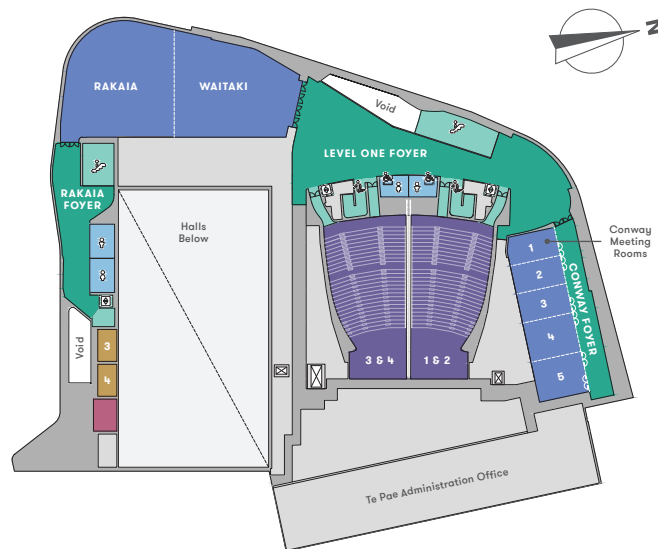 N
RAKAIA
WAITAKI
Void
LEVEL ONE FOYER
RAKAIA
FOYER
Halls
Below
Conway
Meeting
Rooms
1
2
3
4
5
CONWAY FOYER
Void
3
4
3 & 4
1 & 2
Te Pae Administration Office